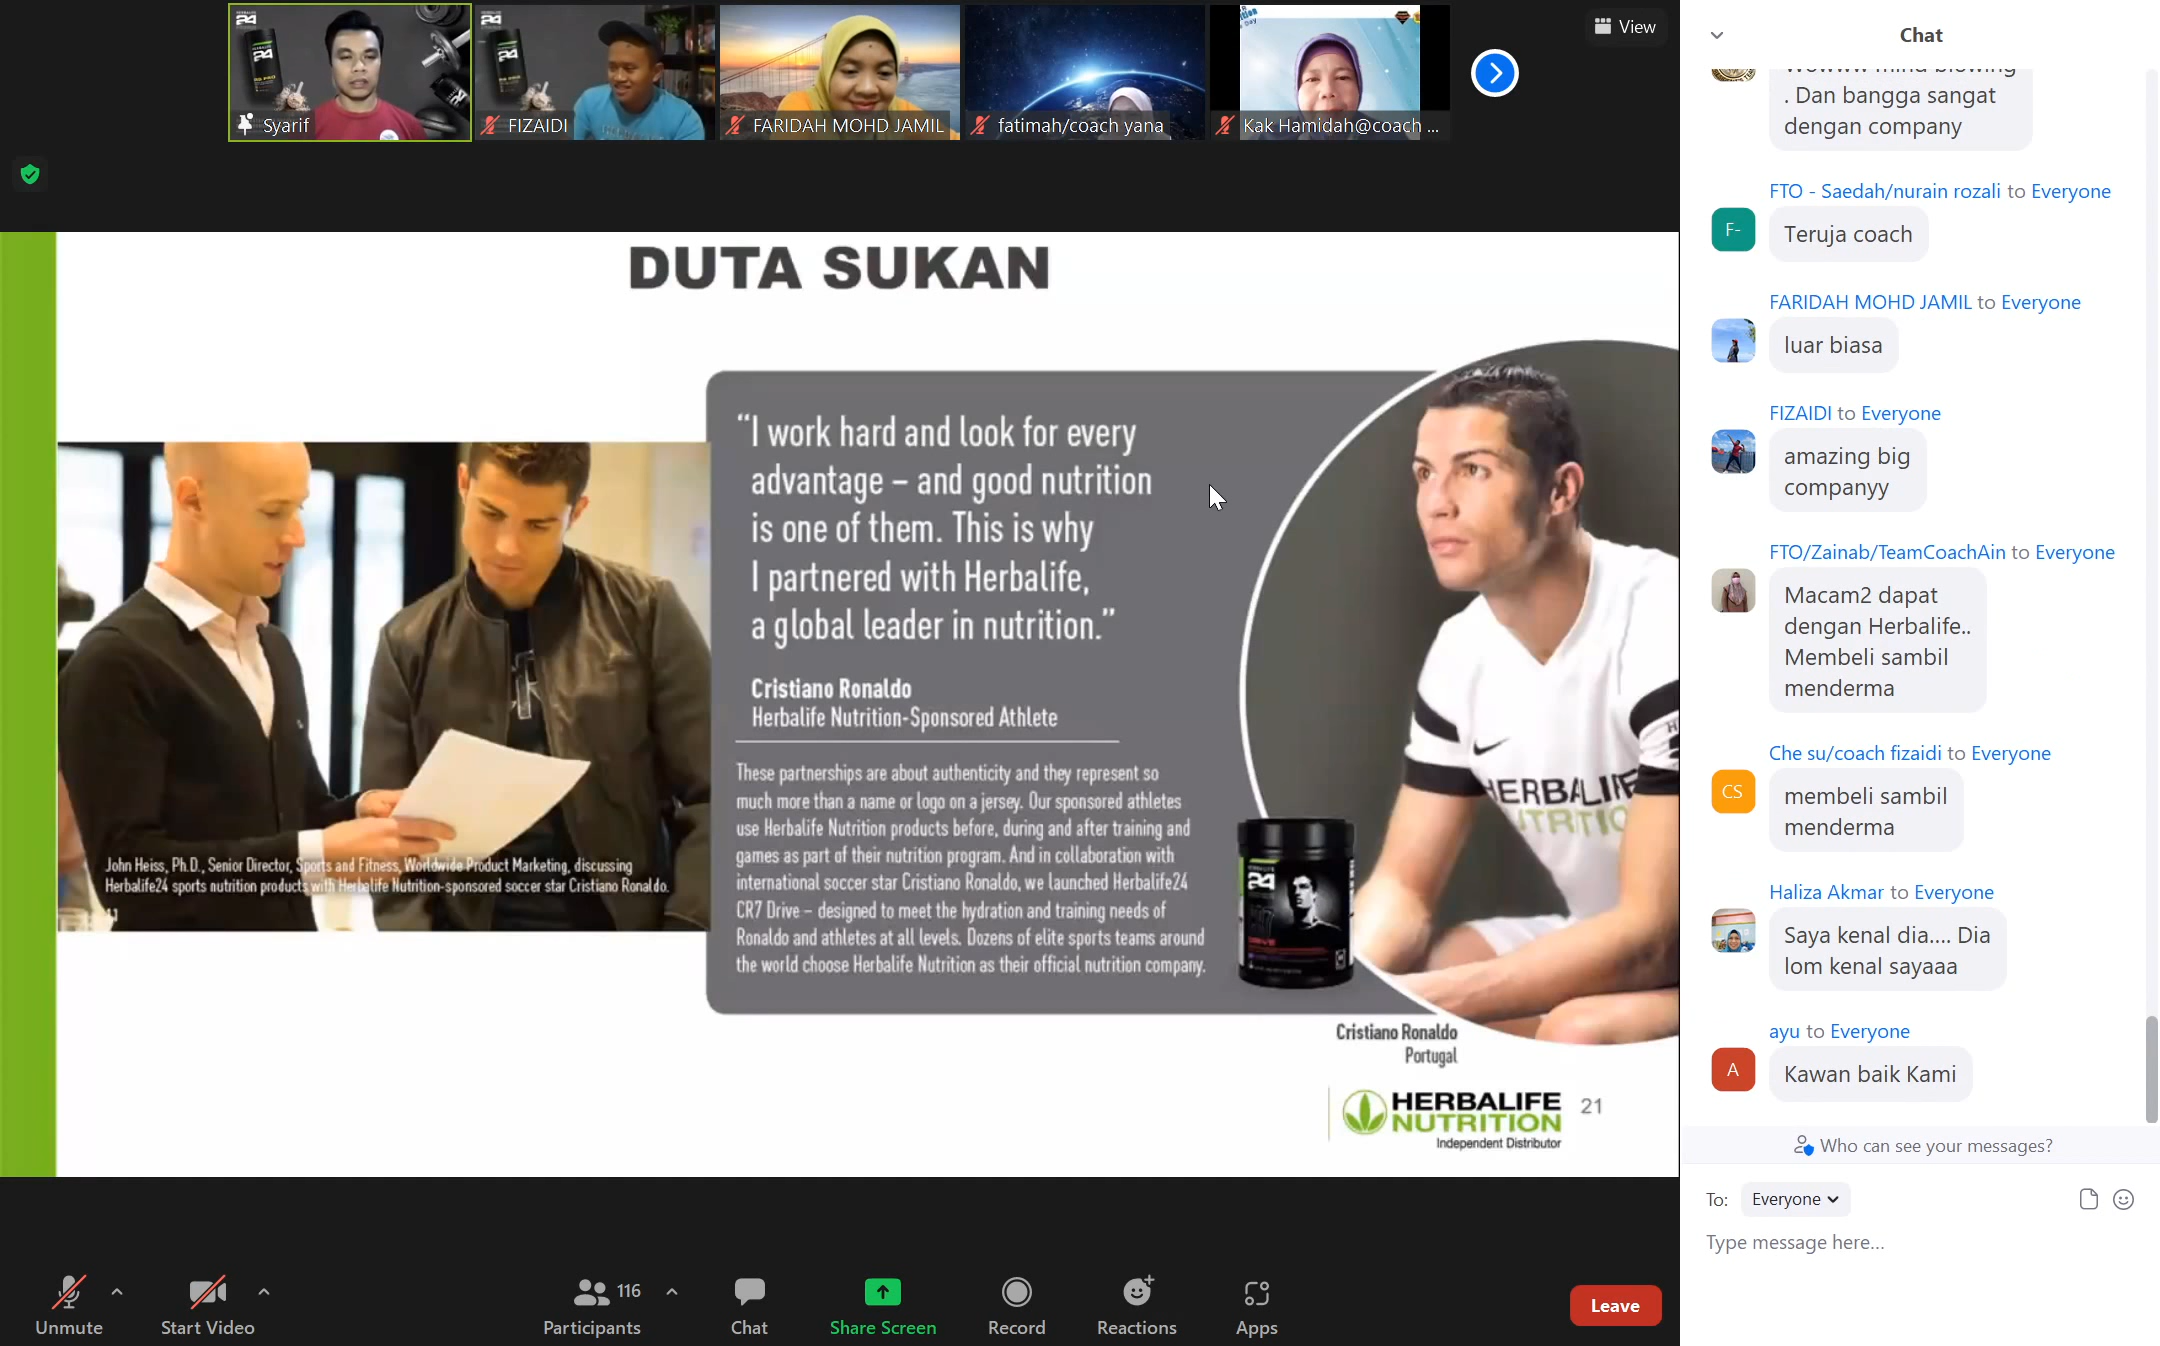 Syarif
FIZAIDI
FARIDAH MOHD JAMIL
fatimah/coach yana
Kak Hamidah@coach ...
View
DUTA SUKAN
“I work hard and look for every
advantage – and good nutrition
is one of them. This is why
I partnered with Herbalife,
a global leader in nutrition.”
Cristiano Ronaldo
Herbalife Nutrition-Sponsored Athlete
These partnerships are about authenticity and they represent so
much more than a name or logo on a jersey. Our sponsored athletes
use Herbalife Nutrition products before, during and after training and
games as part of their nutrition program. And in collaboration with
international soccer star Cristiano Ronaldo, we launched Herbalife24
CR7 Drive – designed to meet the hydration and training needs of
Ronaldo and athletes at all levels. Dozens of elite sports teams around
the world choose Herbalife Nutrition as their official nutrition company.
John Heiss, Ph.D., Senior Director, Sports and Fitness, Worldwide Product Marketing, discussing
Herbalife24 sports nutrition products with Herbalife Nutrition-sponsored soccer star Cristiano Ronaldo.
24
Cristiano Ronaldo
Portugal
HERBALIFE
NUTRITION
Independent Distributor
21
Unmute
Start Video
116
Participants
Chat
Share Screen
Record
Reactions
Apps
Leave
Chat
Wowww mind blowing
. Dan bangga sangat
dengan company
FTO - Saedah/nurain rozali to Everyone
F-
Teruja coach
FARIDAH MOHD JAMIL to Everyone
luar biasa
FIZAIDI to Everyone
amazing big
companyy
FTO/Zainab/TeamCoachAin to Everyone
Macam2 dapat
dengan Herbalife..
Membeli sambil
menderma
Che su/coach fizaidi to Everyone
CS
membeli sambil
menderma
Haliza Akmar to Everyone
Saya kenal dia.... Dia
lom kenal sayaaa
ayu to Everyone
A
Kawan baik Kami
Who can see your messages?
To: Everyone
Type message here...